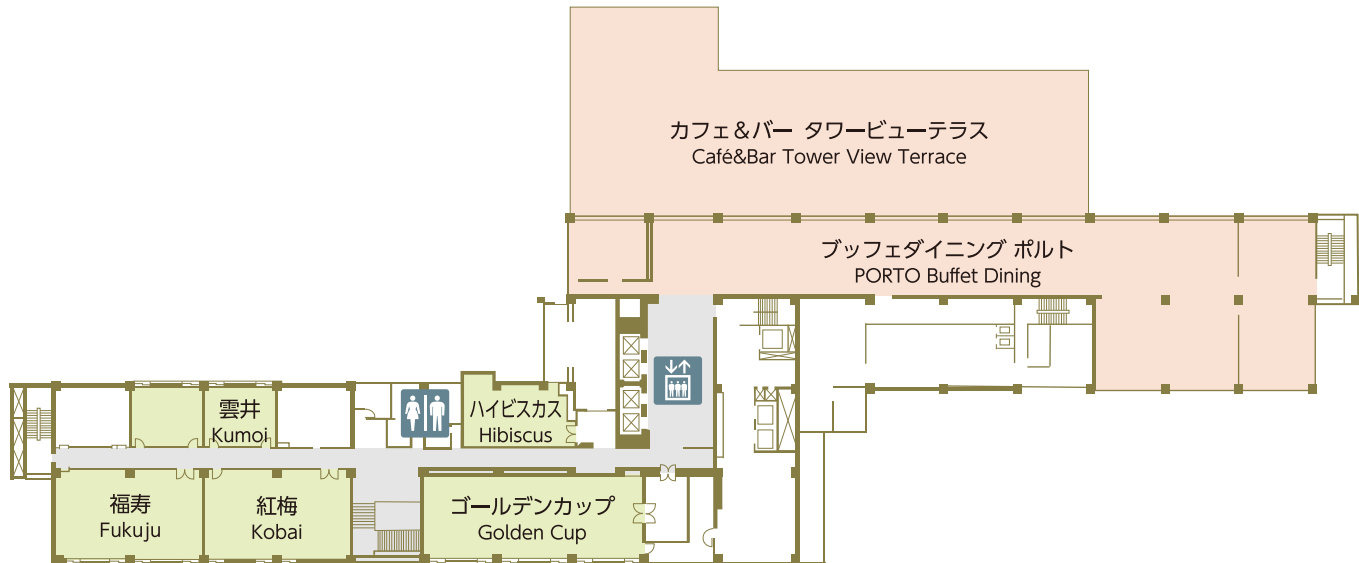 カフェ&バー タワービューテラス
Café&Bar Tower View Terrace
ブッフェダイニング ポルト
PORTO Buffet Dining
雲井
Kumoi
ハイビスカス
Hibiscus
福寿
Fukuju
紅梅
Kobai
ゴールデンカップ
Golden Cup